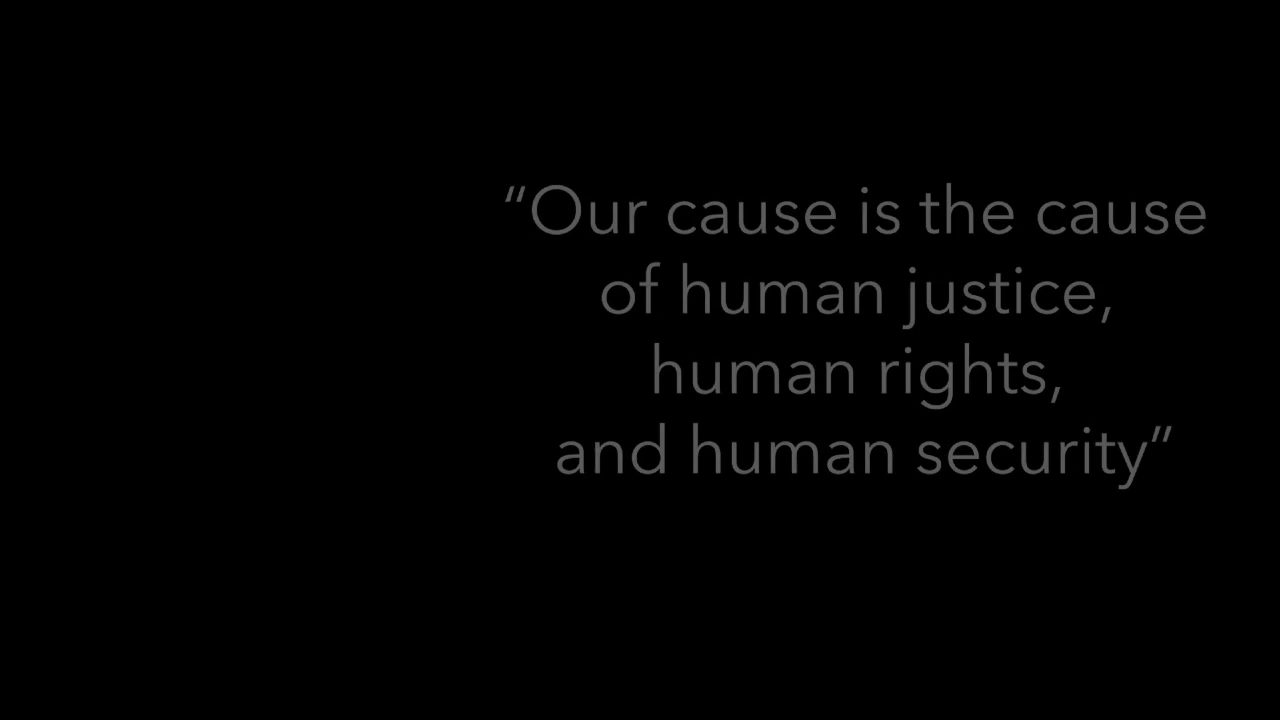 “Our cause is the cause
of human justice,
human rights,
and human security”